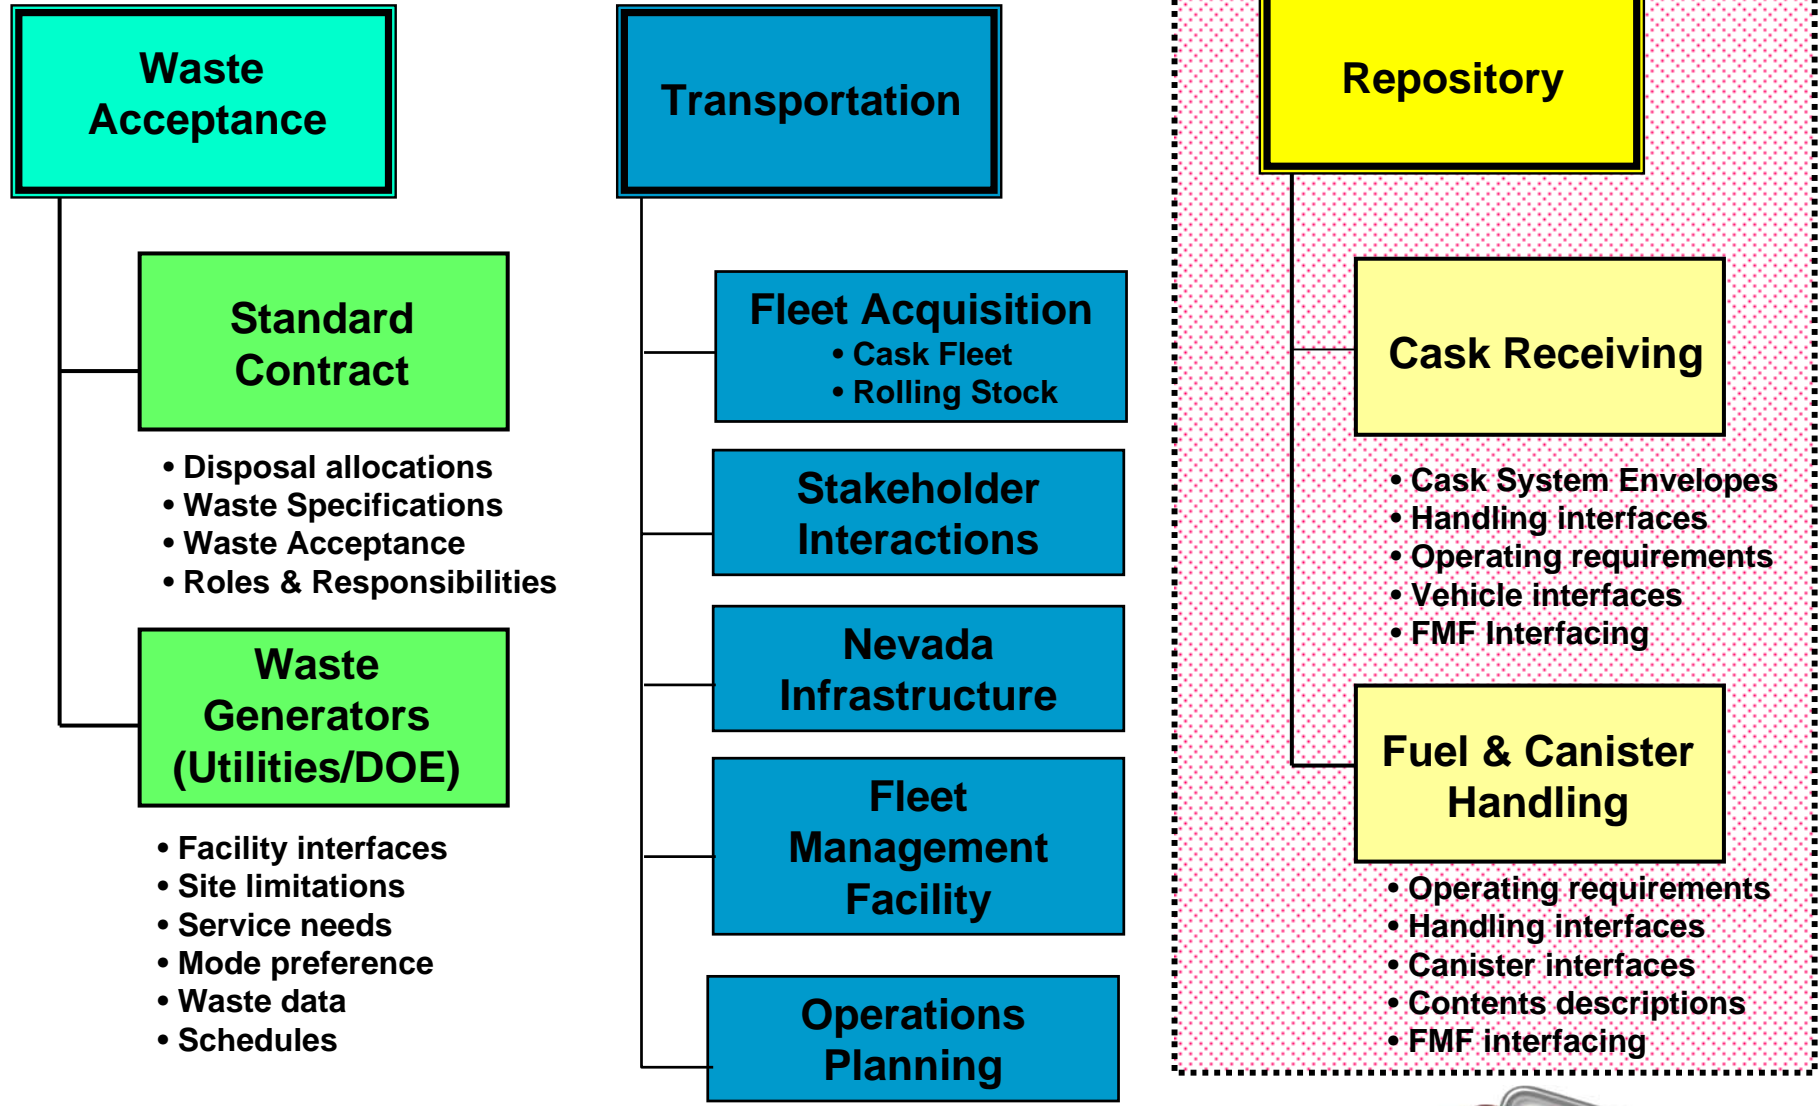 Waste
Acceptance
Standard
Contract
• Disposal allocations
• Waste Specifications
• Waste Acceptance
• Roles & Responsibilities
Waste
Generators
(Utilities/DOE)
• Facility interfaces
• Site limitations
• Service needs
• Mode preference
• Waste data
• Schedules
Transportation
Fleet Acquisition
• Cask Fleet
• Rolling Stock
Stakeholder
Interactions
Nevada
Infrastructure
Fleet
Management
Facility
Operations
Planning
Repository
Cask Receiving
• Cask System Envelopes
• Handling interfaces
• Operating requirements
• Vehicle interfaces
• FMF Interfacing
Fuel & Canister
Handling
• Operating requirements
• Handling interfaces
• Canister interfaces
• Contents descriptions
• FMF interfacing